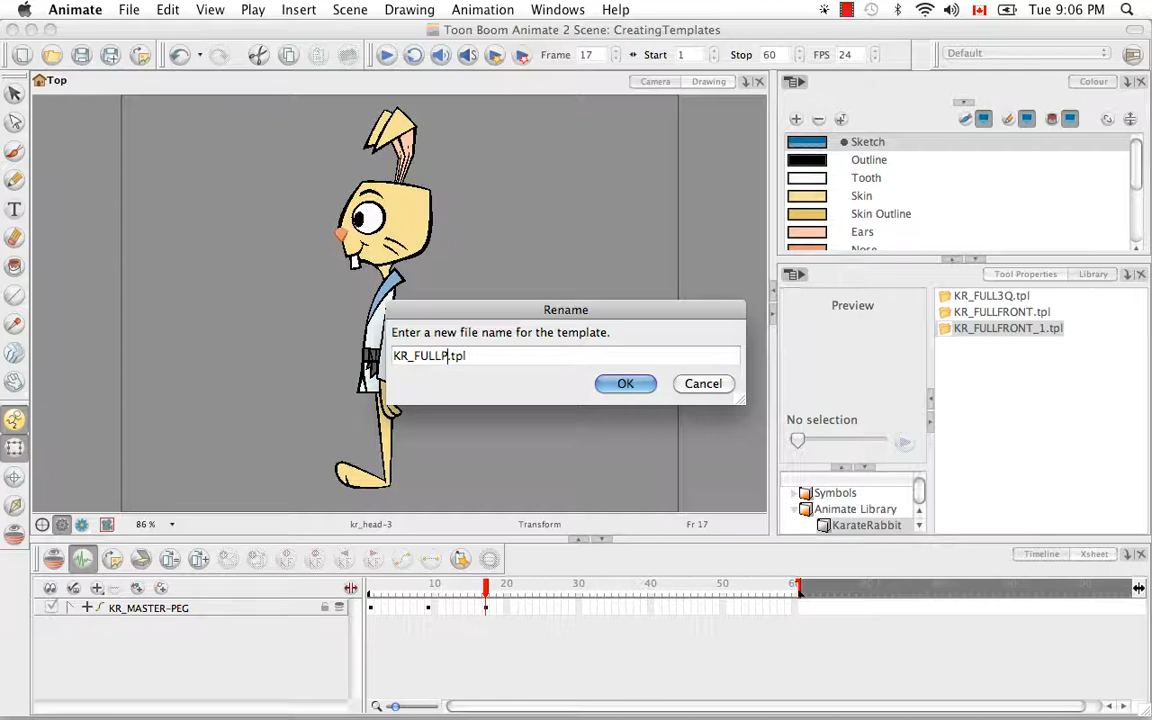 Animate File Edit View Play Insert Scene Drawing Animation Windows Help Tue 9:06 PM
Toon Boom Animate 2 Scene: CreatingTemplates
Frame 17 Start 1 Stop 60 FPS 24 Default
Top Camera Drawing Colour
Sketch
Outline
Tooth
Skin
Skin Outline
Ears
Nose
Tool Properties Library
Preview
KR_FULL3Q.tpl
KR_FULLFRONT.tpl
KR_FULLFRONT_1.tpl
Rename
Enter a new file name for the template.
KR_FULLP.tpl
OK Cancel
No selection
Symbols
Animate Library
KarateRabbit
86 % kr_head-3 Transform Fr 17
Timeline Xsheet
10 20 30 40 50 60
KR_MASTER-PEG